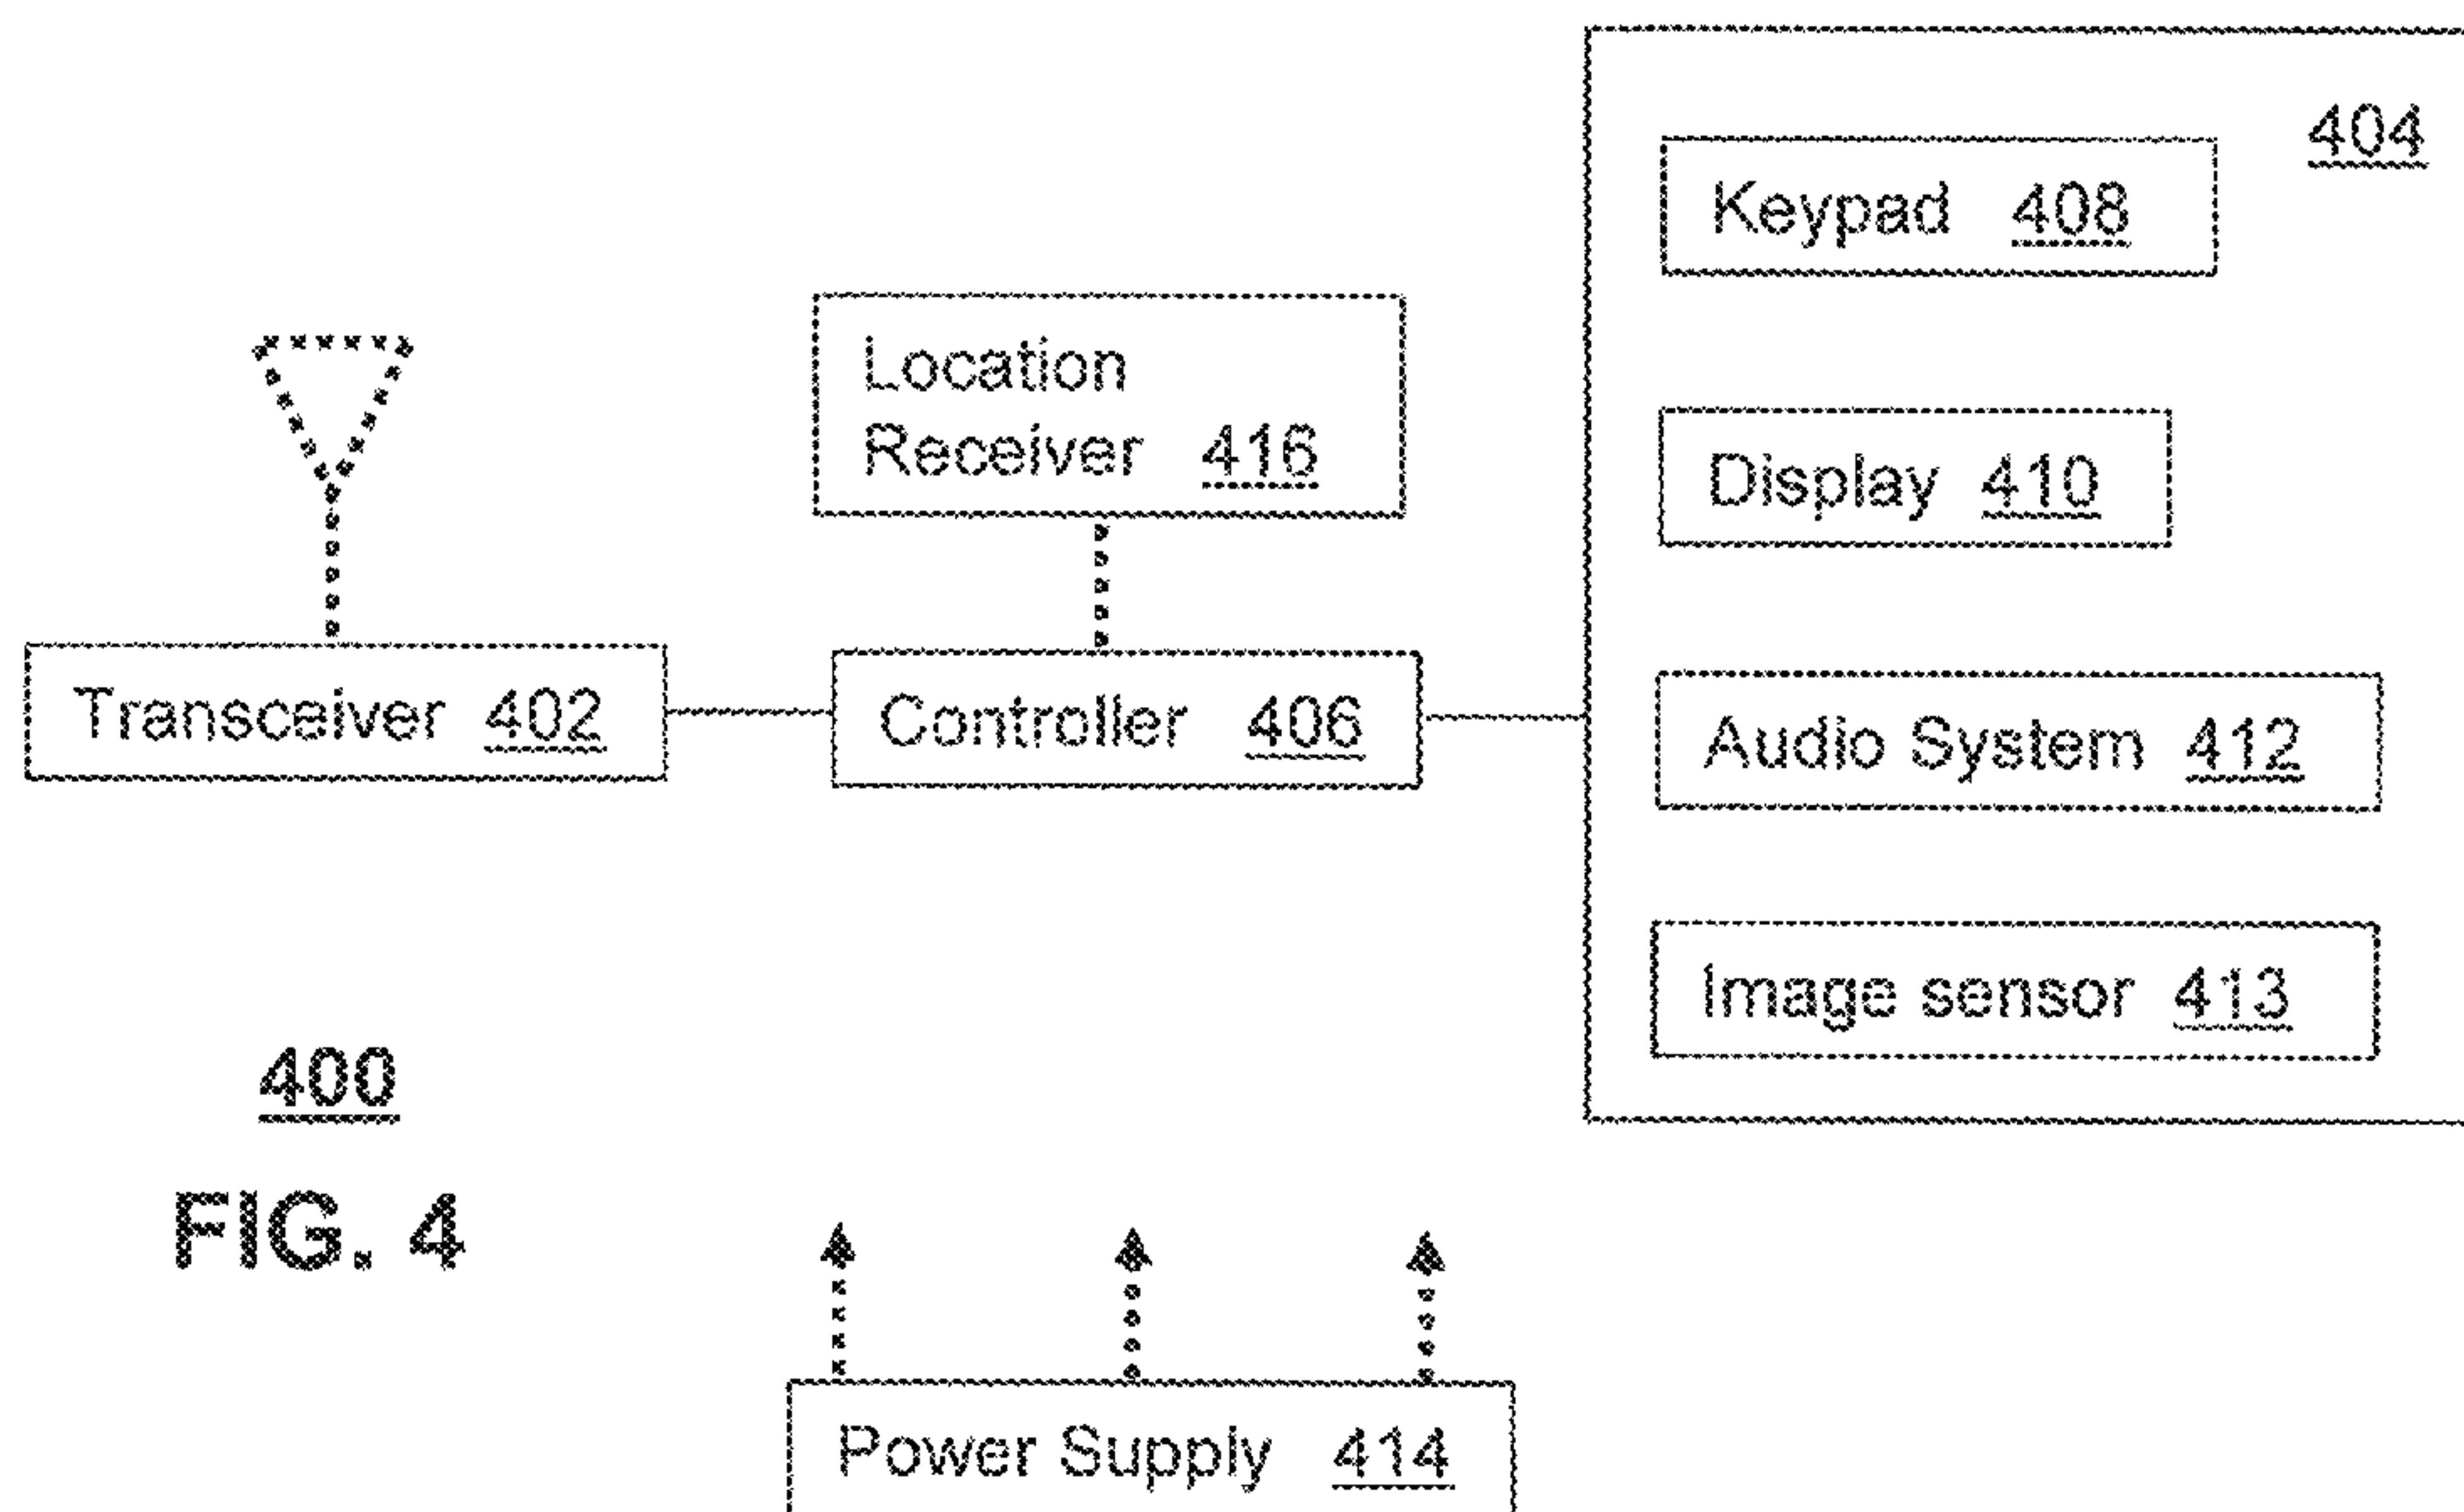 404
Keypad 408
Location
Receiver 416
Display 410
Transceiver 402
Controller 406
Audio System 412
Image sensor 413
400
FIG. 4
Power Supply 414